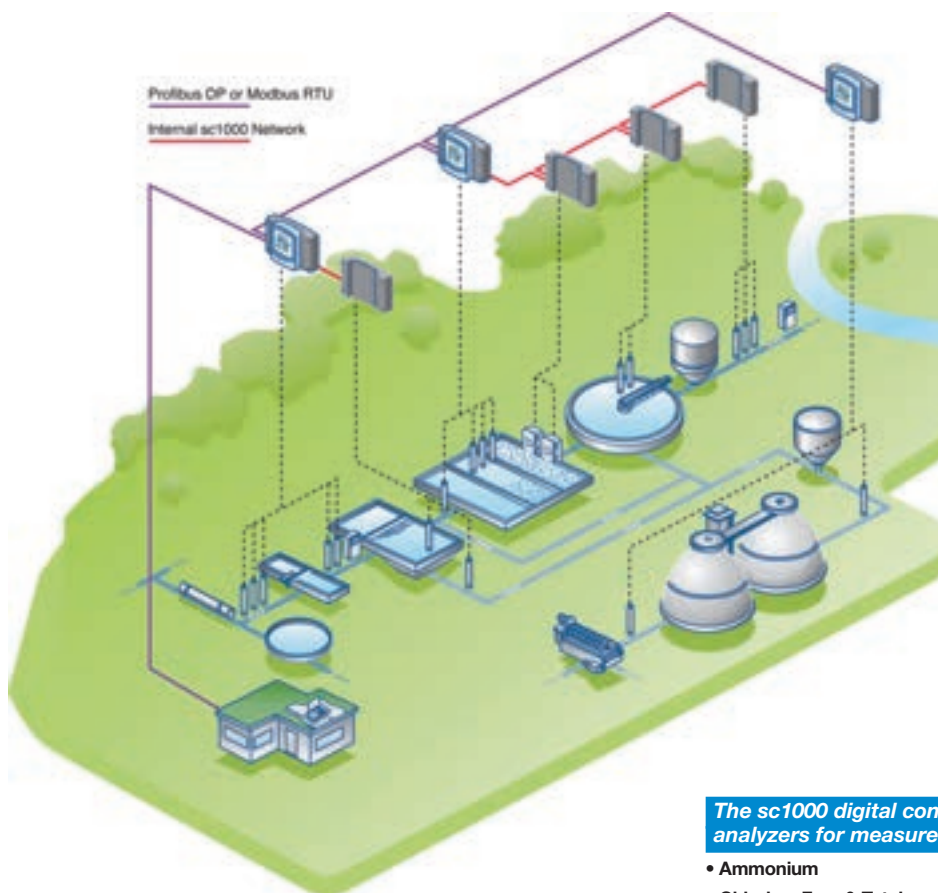 Profibus DP or Modbus RTU
Internal sc1000 Network
The sc1000 digital con
analyzers for measure
• Ammonium